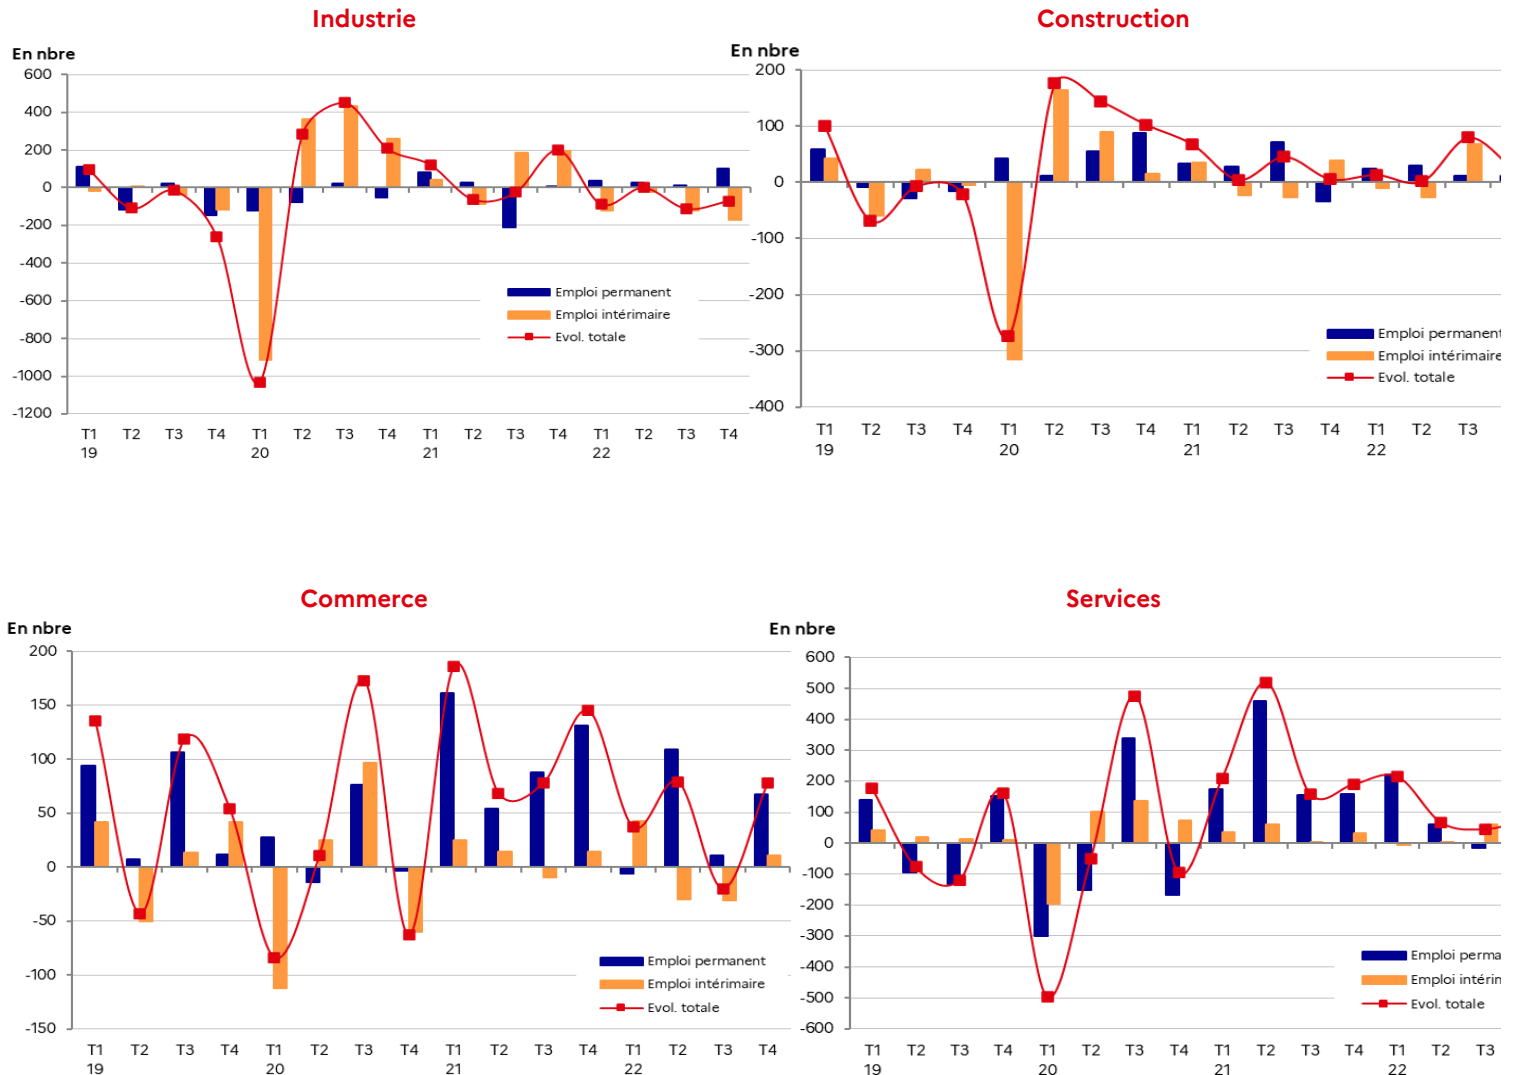 Industrie
En nbre
600
400
200
0
-200
-400
-600
-800
-1000
-1200
Emploi permanent
Emploi intérimaire
Evol. totale
T1 T2 T3 T4 T1 T2 T3 T4 T1 T2 T3 T4 T1 T2 T3 T4
19 20 21 22
Construction
En nbre
200
100
0
-100
-200
-300
-400
Emploi permanent
Emploi intérimaire
Evol. totale
T1 T2 T3 T4 T1 T2 T3 T4 T1 T2 T3 T4 T1 T2 T3
19 20 21 22
Commerce
En nbre
200
150
100
50
0
-50
-100
-150
Emploi permanent
Emploi intérimaire
Evol. totale
T1 T2 T3 T4 T1 T2 T3 T4 T1 T2 T3 T4 T1 T2 T3 T4
19 20 21 22
Services
En nbre
600
500
400
300
200
100
0
-100
-200
-300
-400
-500
-600
Emploi perma
Emploi intérin
Evol. totale
T1 T2 T3 T4 T1 T2 T3 T4 T1 T2 T3 T4 T1 T2 T3
19 20 21 22